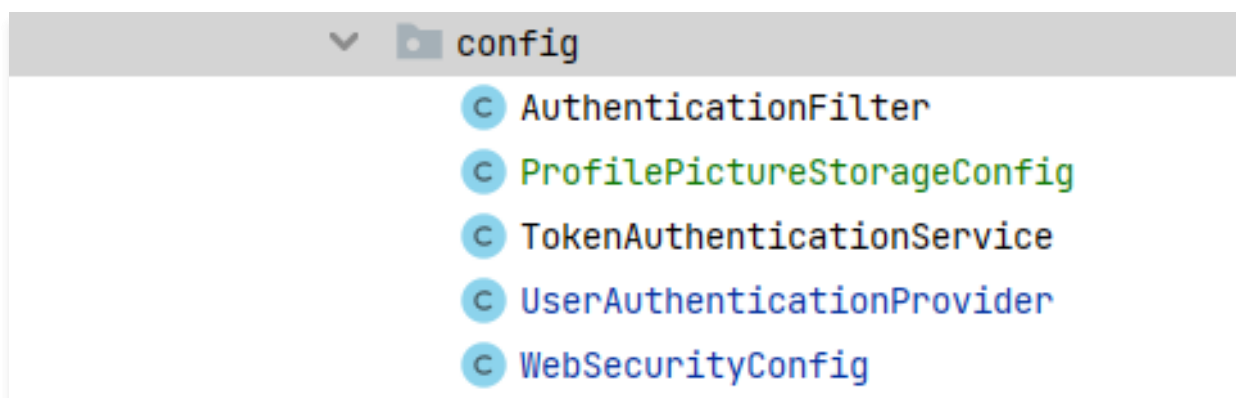 config
C AuthenticationFilter
C ProfilePictureStorageConfig
C TokenAuthenticationService
C UserAuthenticationProvider
C WebSecurityConfig